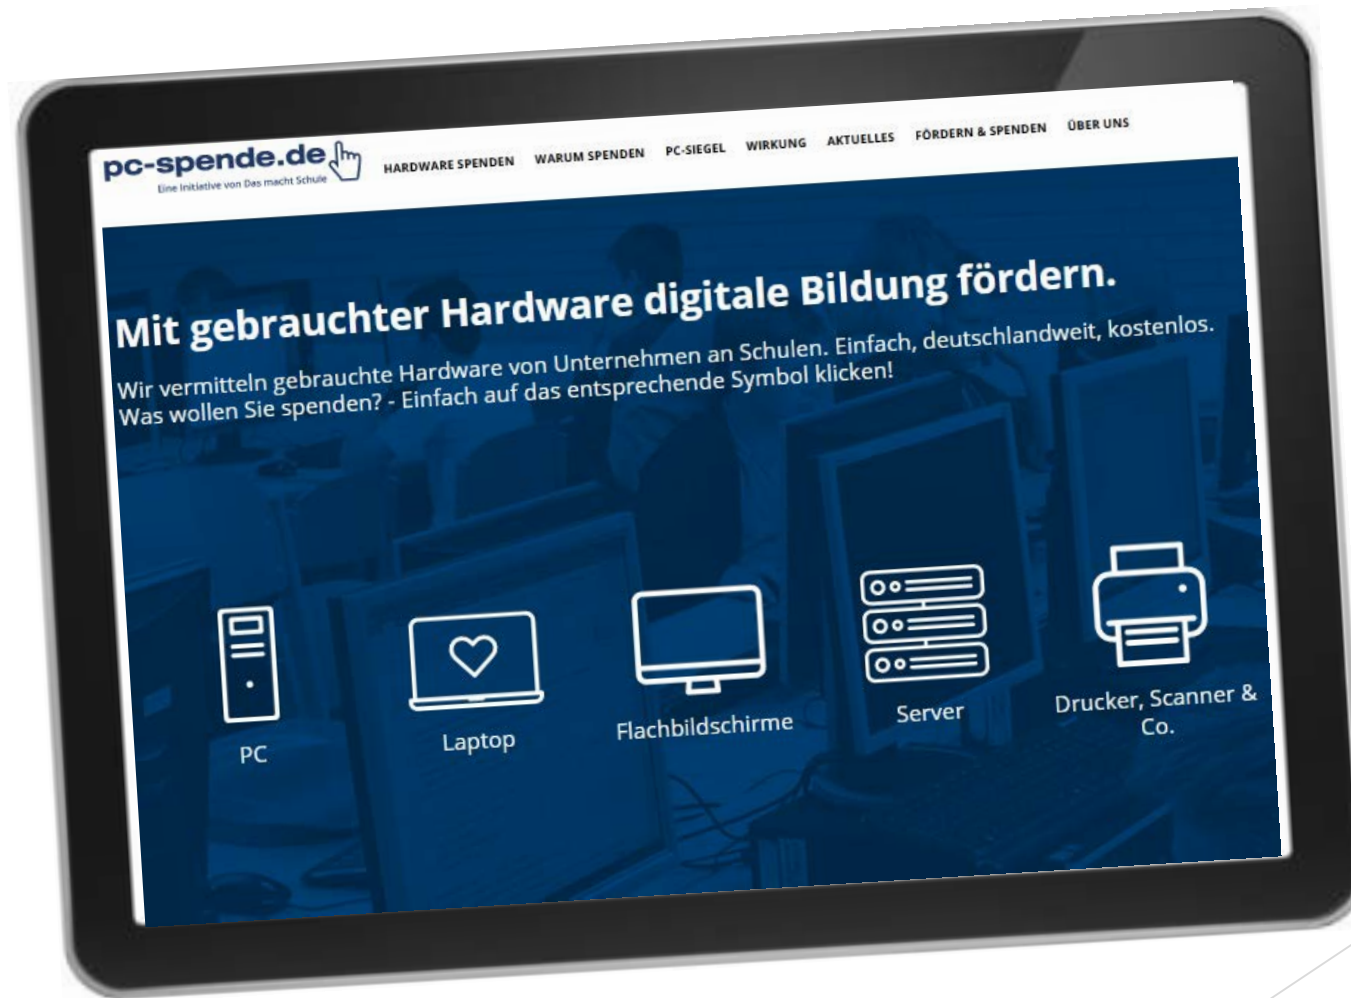 pc-spende.de
Eine Initiative von Das macht Schule
HARDWARE SPENDEN WARUM SPENDEN PC-SIEGEL WIRKUNG AKTUELLES FÖRDERN & SPENDEN ÜBER UNS
Mit gebrauchter Hardware digitale Bildung fördern.
Wir vermitteln gebrauchte Hardware von Unternehmen an Schulen. Einfach, deutschlandweit, kostenlos.
Was wollen Sie spenden? - Einfach auf das entsprechende Symbol klicken!
PC
Laptop
Flachbildschirme
Server
Drucker, Scanner &
Co.